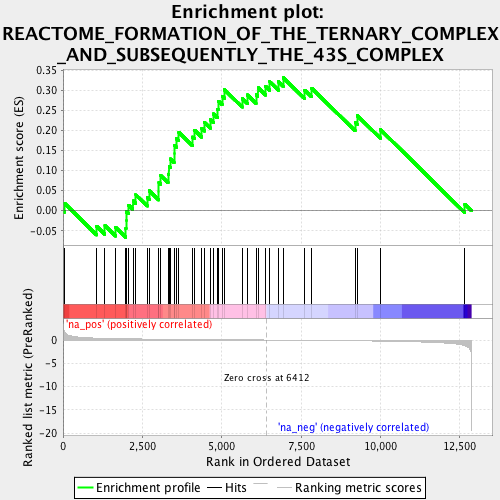 Enrichment plot:
REACTOME_FORMATION_OF_THE_TERNARY_COMPLEX
_AND_SUBSEQUENTLY_THE_43S_COMPLEX
Enrichment score (ES)
0.35
0.30
0.25
0.20
0.15
0.10
0.05
0.00
-0.05
'na_pos' (positively correlated)
Ranked list metric (PreRanked)
0
-5
-10
-15
-20
Zero cross at 6412
'na_neg' (negatively correlated)
0
2,500
5,000
7,500
10,000
12,500
Rank in Ordered Dataset
Enrichment profile
Hits
Ranking metric scores